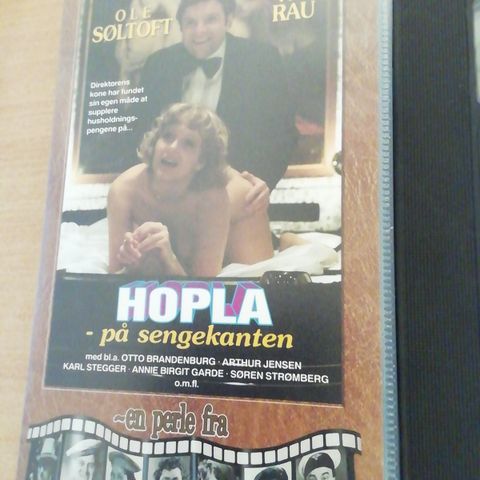 OLE
SØLTOFT
RAU
Direktørens
kone har fundet
sin egen måde at
supplere
husholdnings-
pengene på...
HOPLA
- på sengekanten
med bl.a. OTTO BRANDENBURG · ARTHUR JENSEN
KARL STEGGER · ANNIE BIRGIT GARDE · SØREN STRØMBERG
o.m.fl.
~en perle fra